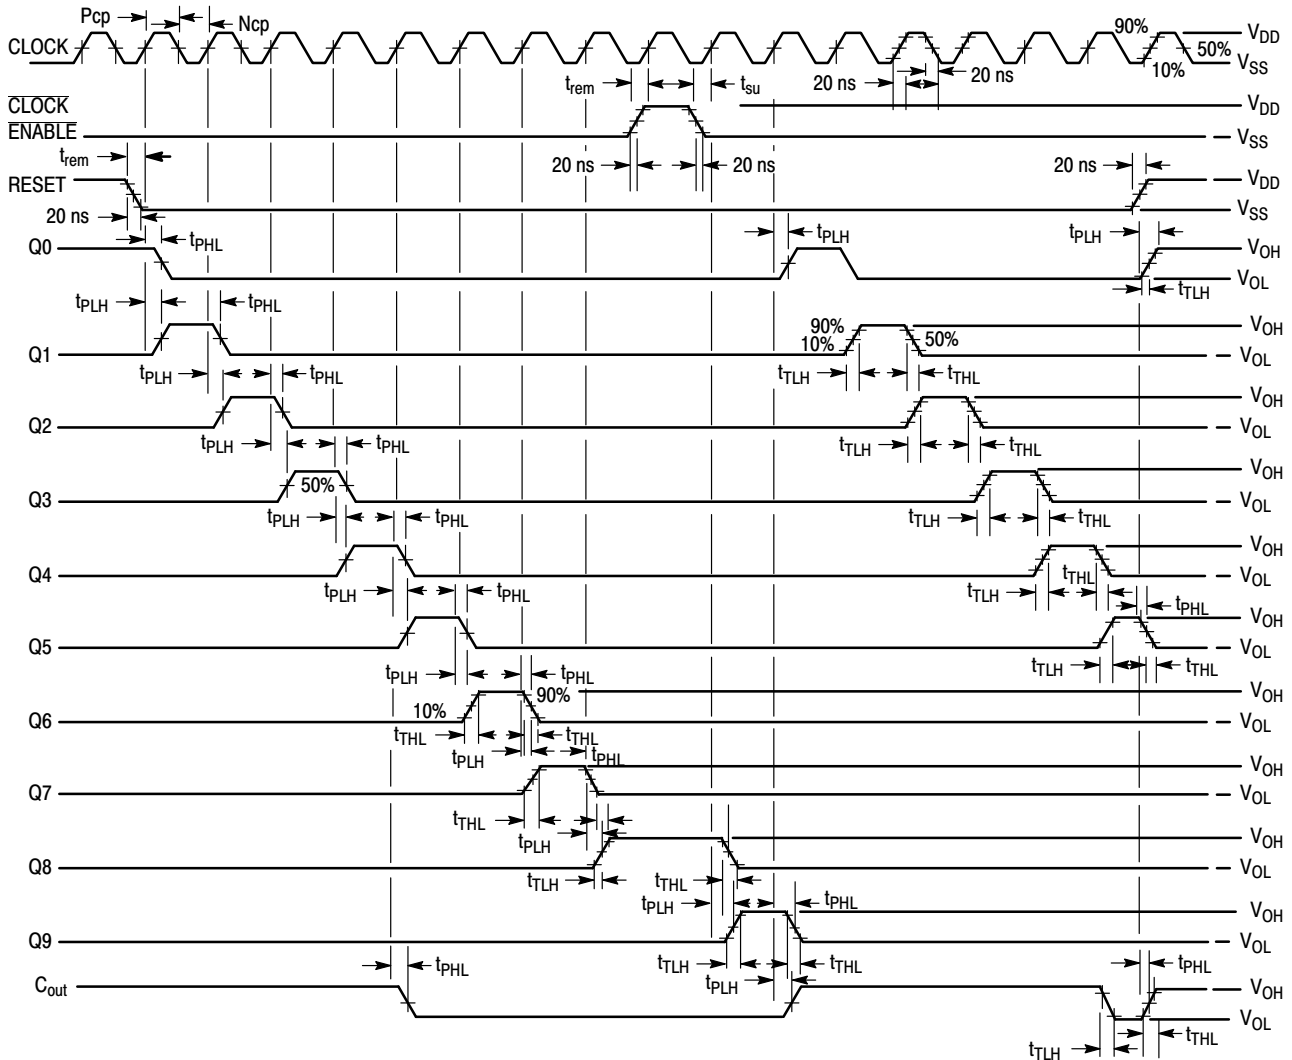 Pcp
Ncp
CLOCK
90%
V_DD
50%
V_SS
10%
t_rem
t_su
20 ns
20 ns
CLOCK
V_DD
ENABLE
V_SS
t_rem
20 ns
20 ns
20 ns
RESET
V_DD
20 ns
V_SS
t_PHL
t_PLH
t_PLH
Q0
V_OH
V_OL
t_PLH
t_PHL
t_TLH
90%
V_OH
10%
50%
Q1
V_OL
t_PLH
t_PHL
t_TLH
t_THL
V_OH
Q2
V_OL
t_PLH
t_PHL
t_TLH
t_THL
V_OH
50%
Q3
V_OL
t_PLH
t_PHL
t_TLH
t_THL
V_OH
Q4
V_OL
t_PLH
t_PHL
t_TLH
t_THL
t_PHL
V_OH
Q5
V_OL
t_PLH
t_PHL
t_TLH
t_THL
90%
V_OH
10%
Q6
V_OL
t_THL
t_PLH
t_THL
t_PHL
V_OH
Q7
V_OL
t_THL
t_PLH
V_OH
Q8
V_OL
t_TLH
t_THL
t_PLH
t_PHL
V_OH
Q9
V_OL
t_PHL
t_TLH
t_THL
t_PHL
t_PLH
C_out
V_OH
V_OL
t_THL
t_TLH